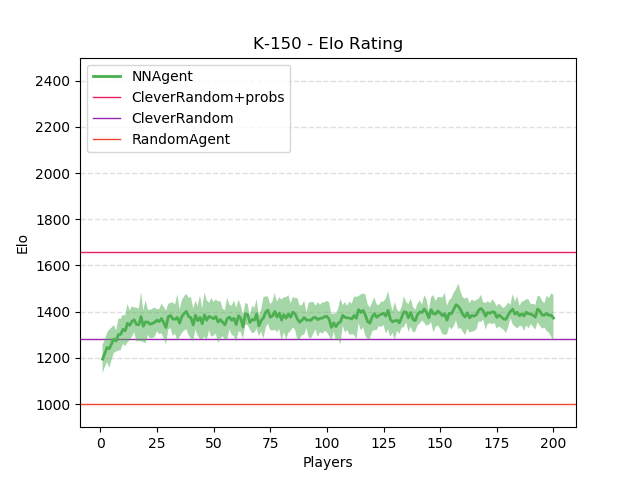 K-150 - Elo Rating
NNAgent
CleverRandom+probs
CleverRandom
RandomAgent
Elo
2400
2200
2000
1800
1600
1400
1200
1000
0 25 50 75 100 125 150 175 200
Players